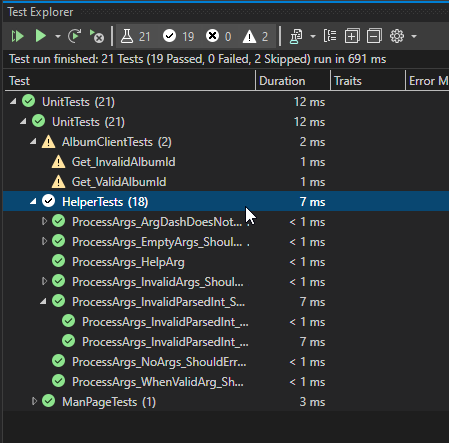 Test Explorer
21 19 0 2
Test run finished: 21 Tests (19 Passed, 0 Failed, 2 Skipped) run in 691 ms
Test Duration Traits Error M
UnitTests (21) 12 ms
UnitTests (21) 12 ms
AlbumClientTests (2) 2 ms
Get_InvalidAlbumId 1 ms
Get_ValidAlbumId 1 ms
HelperTests (18) 7 ms
ProcessArgs_ArgDashDoesNot... . < 1 ms
ProcessArgs_EmptyArgs_Shou... . < 1 ms
ProcessArgs_HelpArg < 1 ms
ProcessArgs_InvalidArgs_Shoul... < 1 ms
ProcessArgs_InvalidParsedInt_S... 7 ms
ProcessArgs_InvalidParsedInt_... < 1 ms
ProcessArgs_InvalidParsedInt_... 7 ms
ProcessArgs_NoArgs_ShouldErr... < 1 ms
ProcessArgs_WhenValidArg_Sh... < 1 ms
ManPageTests (1) 3 ms